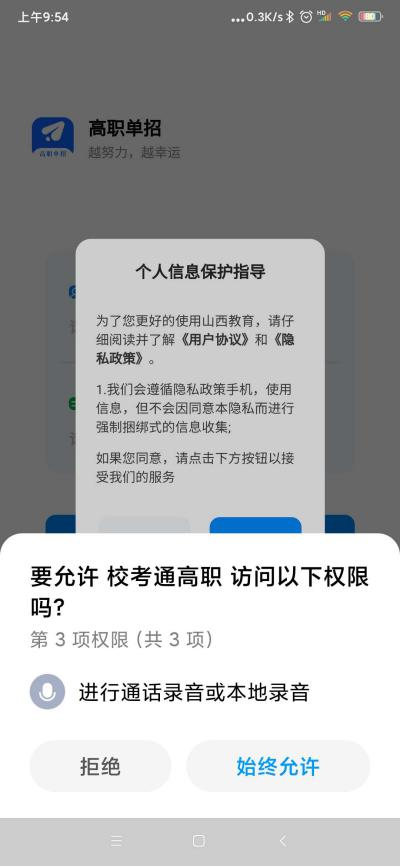 上午9:54
...0.3K/s
HD
高职单招
高职单招
越努力，越幸运
个人信息保护指导
为了您更好的使用山西教育，请仔
细阅读并了解《用户协议》和《隐
私政策》。
1.我们会遵循隐私政策手机，使用
信息，但不会因同意本隐私而进行
强制捆绑式的信息收集;
如果您同意，请点击下方按钮以接
受我们的服务
要允许 校考通高职 访问以下权限
吗?
第 3 项权限 (共 3 项)
进行通话录音或本地录音
拒绝
始终允许